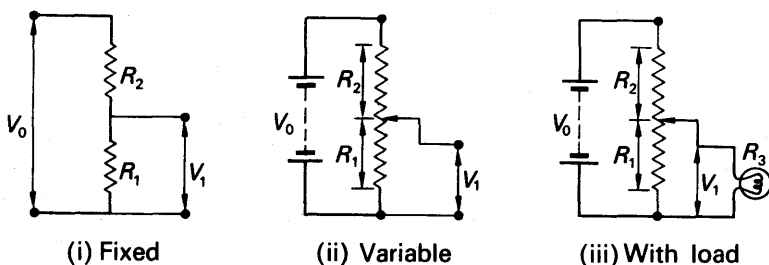 V₀
R₂
R₁
V₁
(i) Fixed
V₀
R₂
R₁
V₁
(ii) Variable
V₀
R₂
R₁
V₁
R₃
(iii) With load